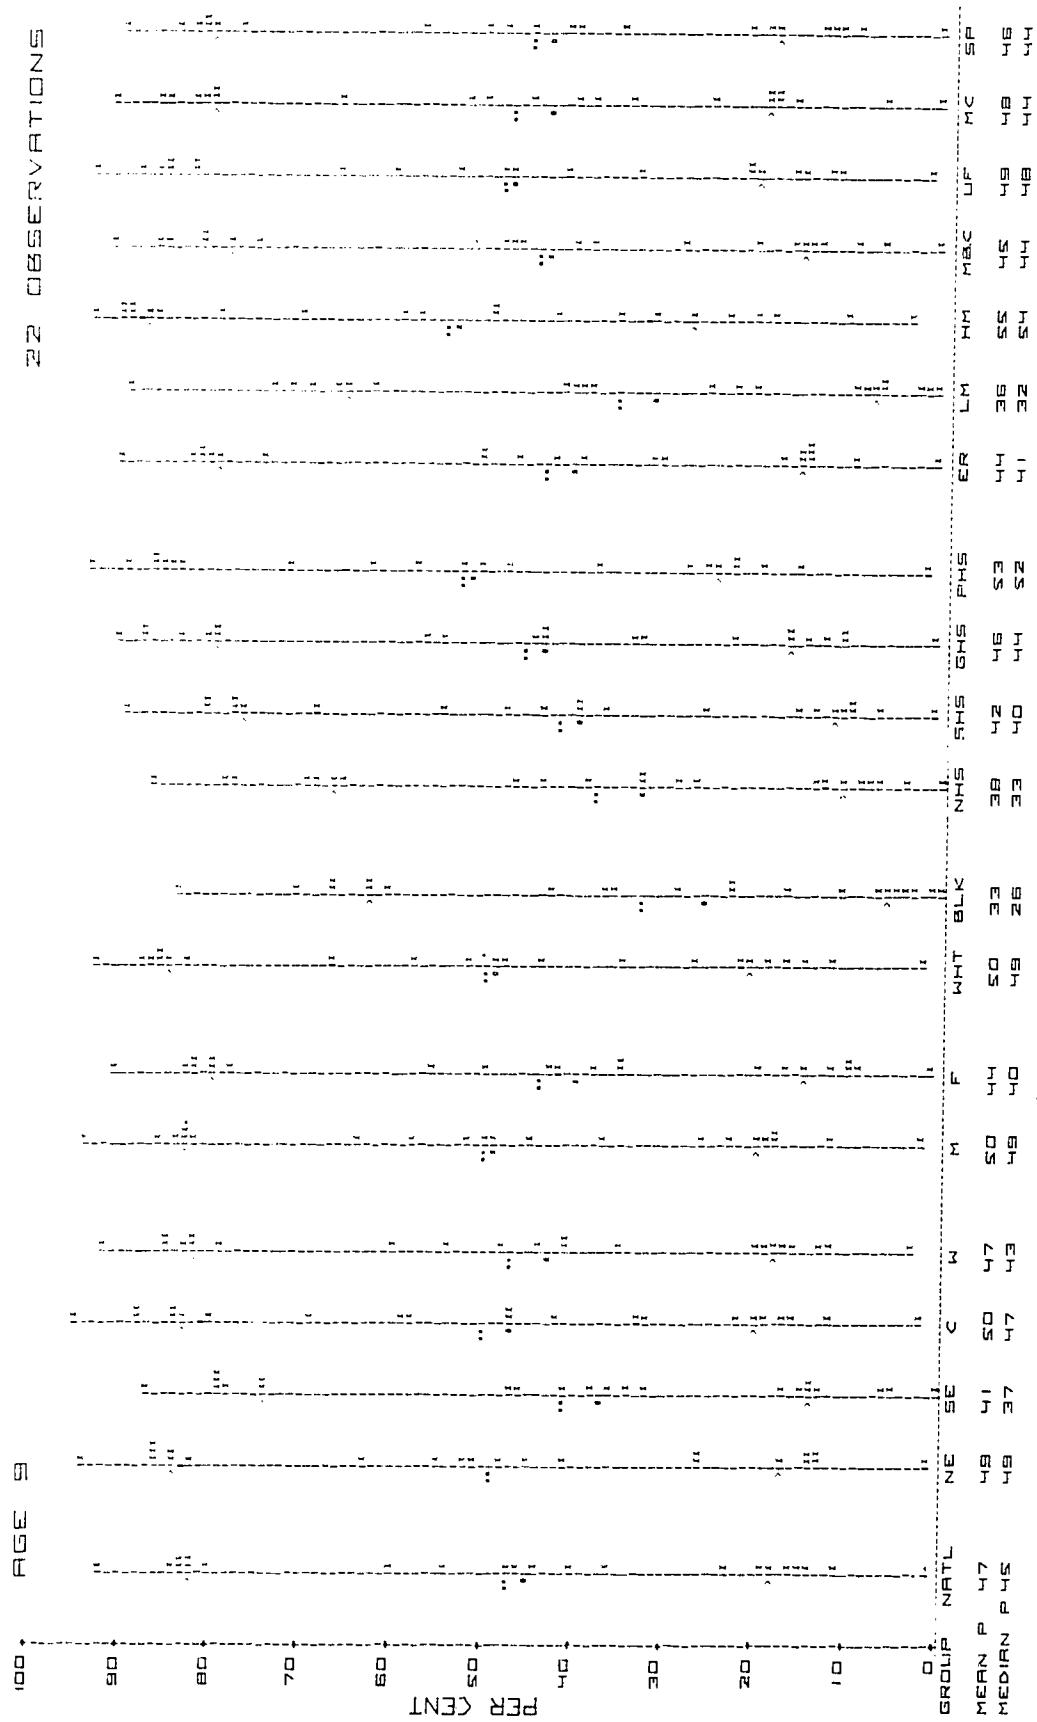 AGE 9 22 OBSERVATIONS
100
90
80
70
60
50
40
30
20
10
0
PER CENT
GROUP NATL NE SE C W M F WHT BLK NHS SHS GHS PHS ER LM HM MBC UF MC SP
MEAN P 47 49 41 50 47 50 44 50 33 38 42 46 53 44 36 55 45 49 48 46
MEDIAN P 45 49 37 47 43 49 40 49 26 33 40 44 52 41 32 54 44 48 44 44